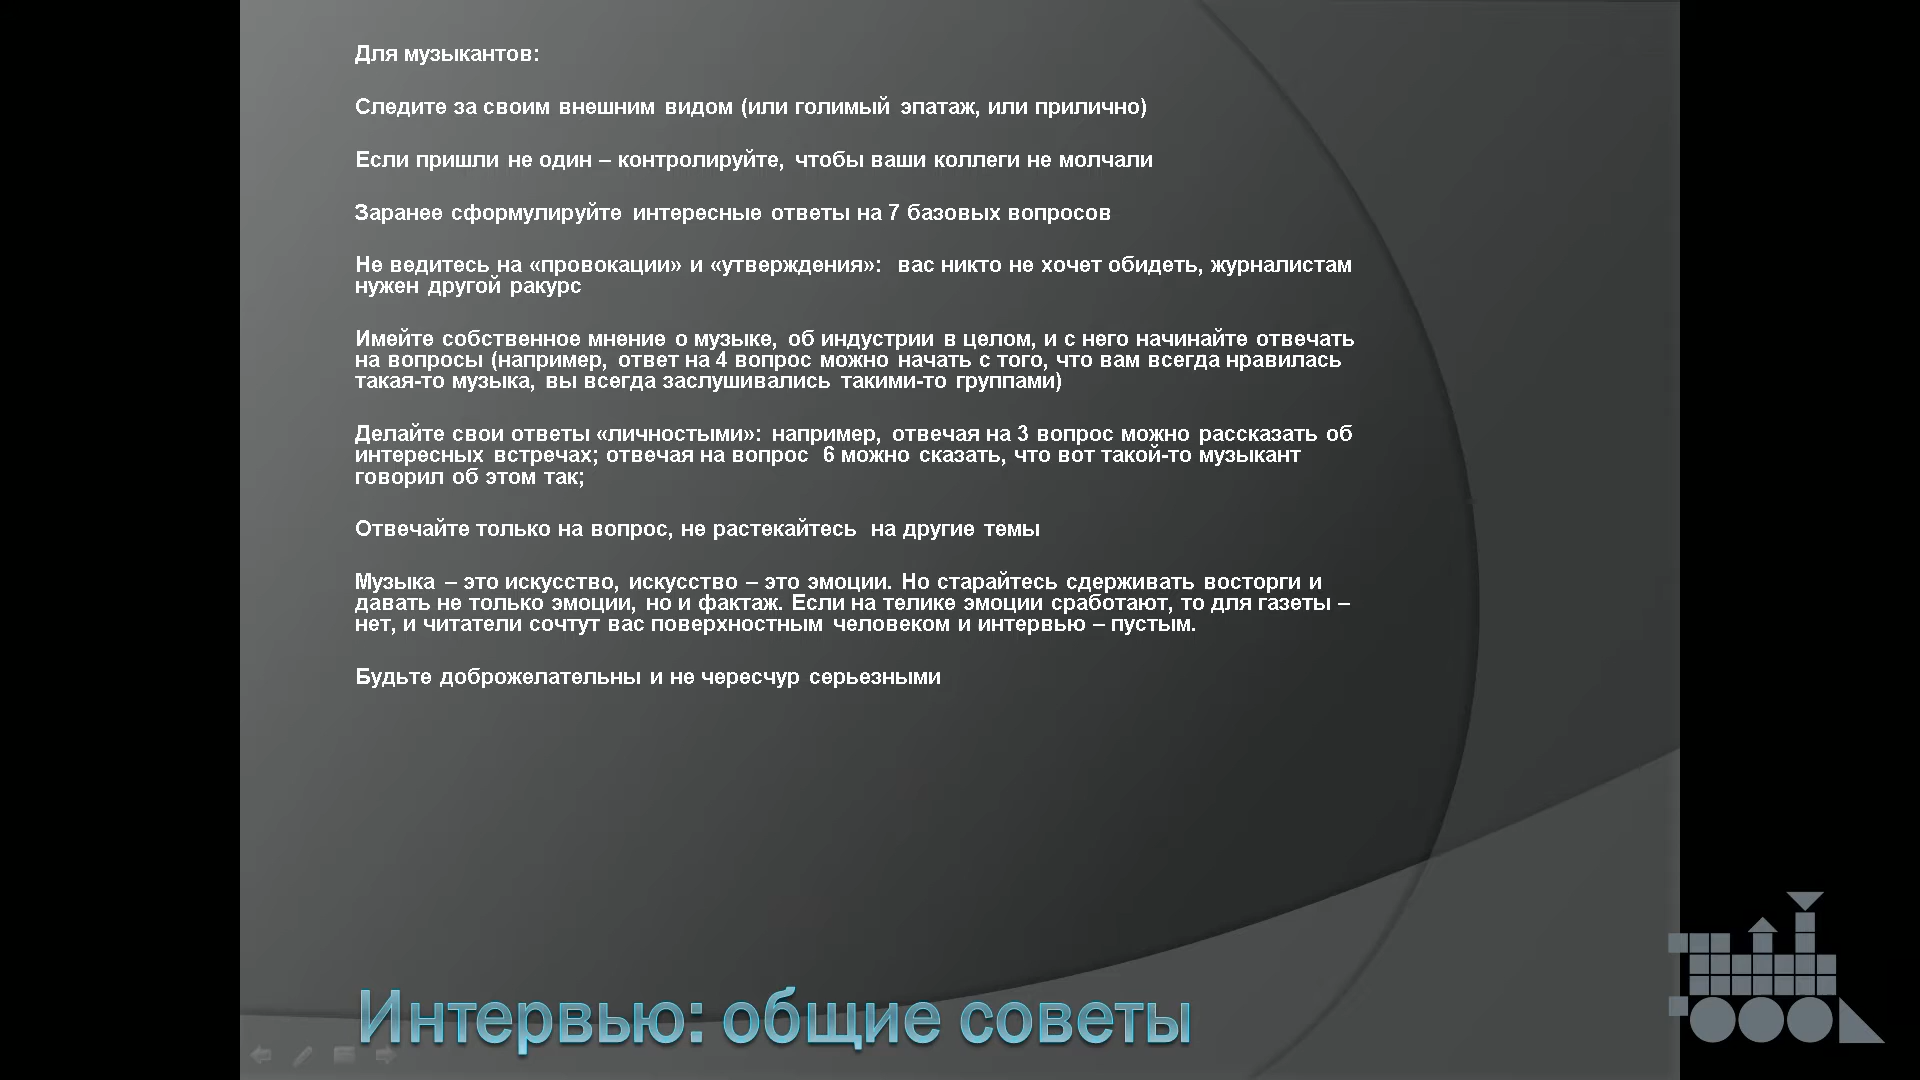 Для музыкантов:
Следите за своим внешним видом (или голимый эпатаж, или прилично)
Если пришли не один – контролируйте, чтобы ваши коллеги не молчали
Заранее сформулируйте интересные ответы на 7 базовых вопросов
Не ведитесь на «провокации» и «утверждения»: вас никто не хочет обидеть, журналистам
нужен другой ракурс
Имейте собственное мнение о музыке, об индустрии в целом, и с него начинайте отвечать
на вопросы (например, ответ на 4 вопрос можно начать с того, что вам всегда нравилась
такая-то музыка, вы всегда заслушивались такими-то группами)
Делайте свои ответы «личностыми»: например, отвечая на 3 вопрос можно рассказать об
интересных встречах; отвечая на вопрос 6 можно сказать, что вот такой-то музыкант
говорил об этом так;
Отвечайте только на вопрос, не растекайтесь на другие темы
Музыка – это искусство, искусство – это эмоции. Но старайтесь сдерживать восторги и
давать не только эмоции, но и фактаж. Если на телике эмоции сработают, то для газеты –
нет, и читатели сочтут вас поверхностным человеком и интервью – пустым.
Будьте доброжелательны и не чересчур серьезными
Интервью: общие советы